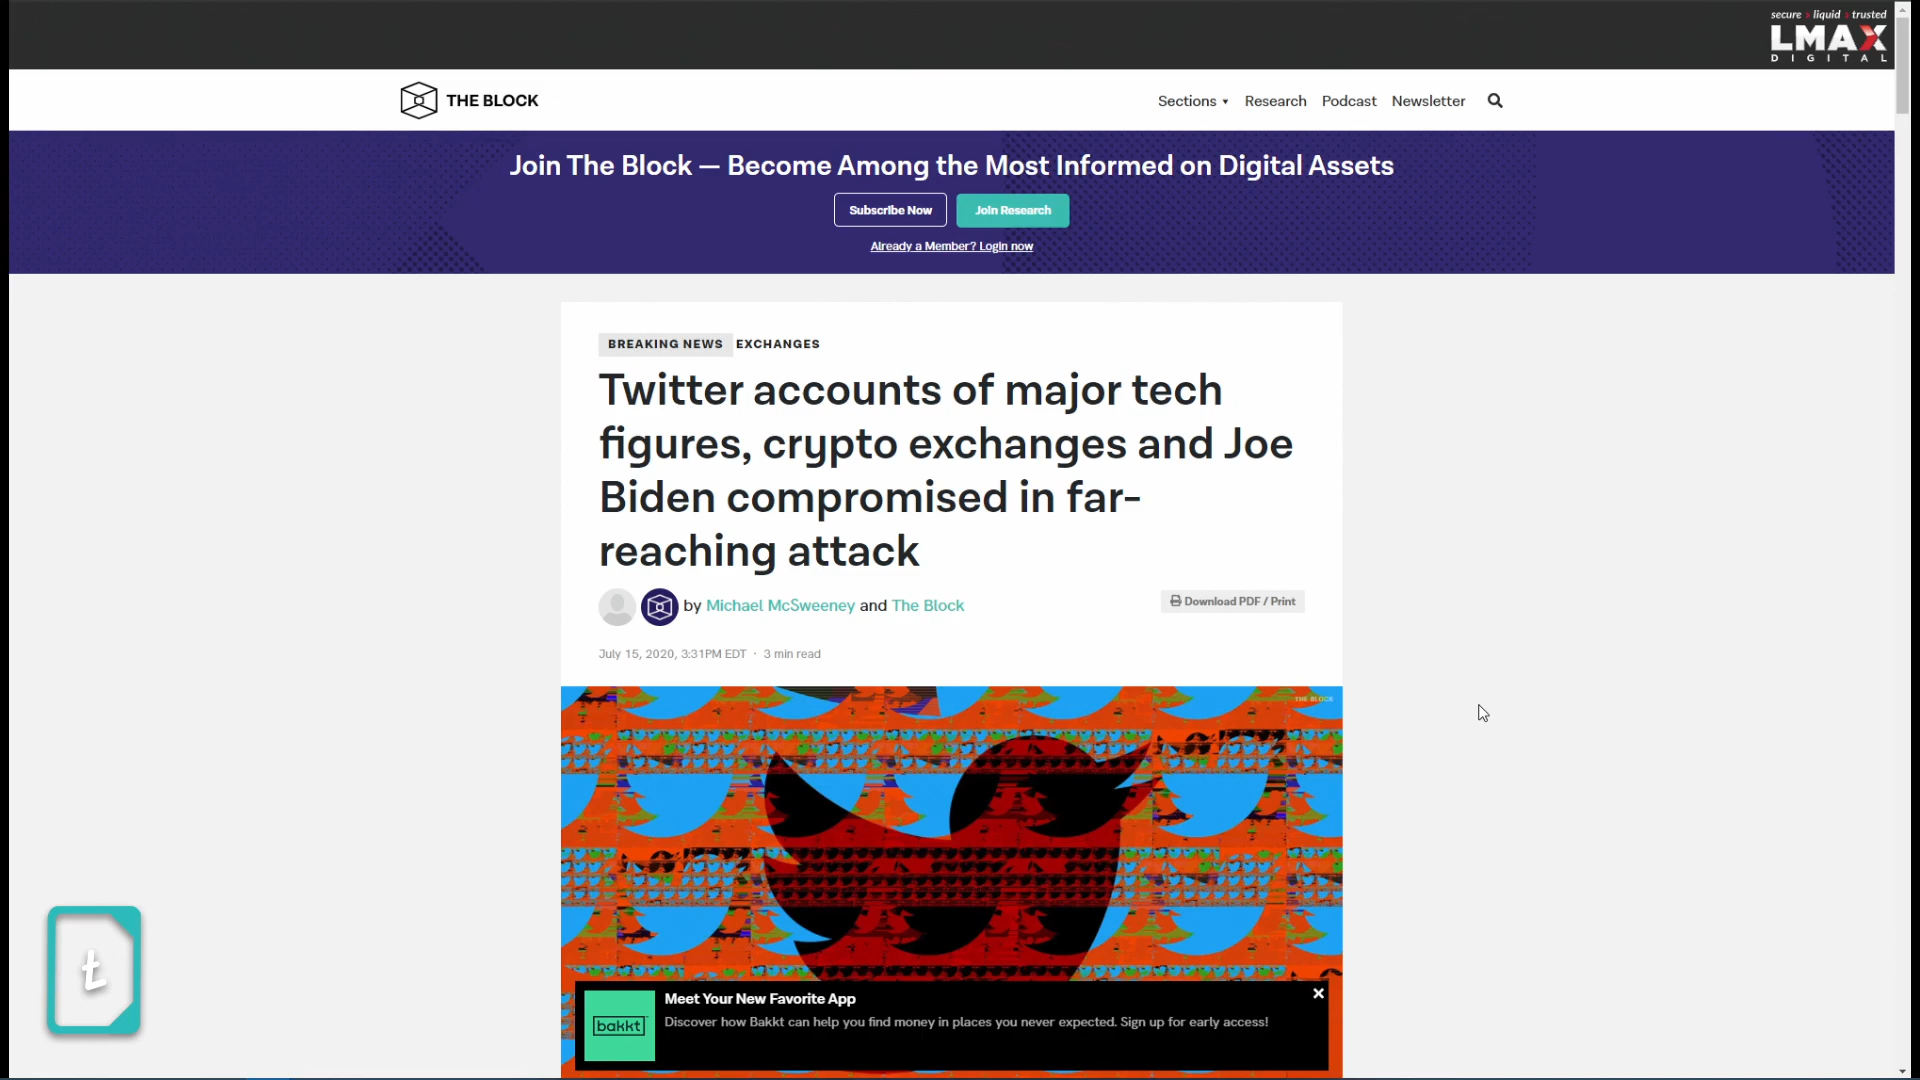 secure › liquid › trusted
LMAX
DIGITAL
THE BLOCK
Sections ▾ Research Podcast Newsletter
Join The Block — Become Among the Most Informed on Digital Assets
Subscribe Now Join Research
Already a Member? Login now
BREAKING NEWS EXCHANGES
Twitter accounts of major tech
figures, crypto exchanges and Joe
Biden compromised in far-
reaching attack
by Michael McSweeney and The Block
Download PDF / Print
July 15, 2020, 3:31PM EDT · 3 min read
THE BLOCK
Meet Your New Favorite App
bakkt
Discover how Bakkt can help you find money in places you never expected. Sign up for early access!